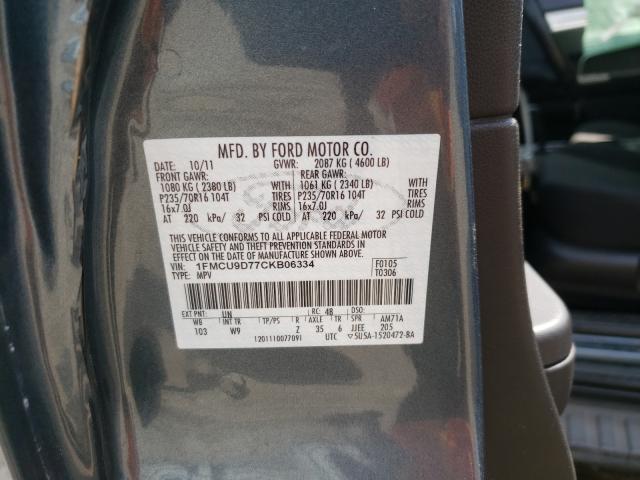 MFD. BY FORD MOTOR CO.
DATE: 10/11 GVWR: 2087 KG ( 4600 LB)
FRONT GAWR: REAR GAWR:
1080 KG ( 2380 LB) WITH 1061 KG ( 2340 LB) WITH
P235/70R16 104T TIRES P235/70R16 104T TIRES
16x7.0J RIMS 16x7.0J RIMS
AT 220 kPa/ 32 PSI COLD AT 220 kPa/ 32 PSI COLD
THIS VEHICLE CONFORMS TO ALL APPLICABLE FEDERAL MOTOR
VEHICLE SAFETY AND THEFT PREVENTION STANDARDS IN
EFFECT ON THE DATE OF MANUFACTURE SHOWN ABOVE.
VIN: 1FMCU9D77CKB06334 F0105
TYPE: MPV T0306
EXT PNT: UN RC: 48 DSO:
WB INT TR TP/PS R AXLE TR SPR AM71A
103 W9 Z 35 6 JJEE 205
1201110077091 UTC 5U5A-1520472-BA